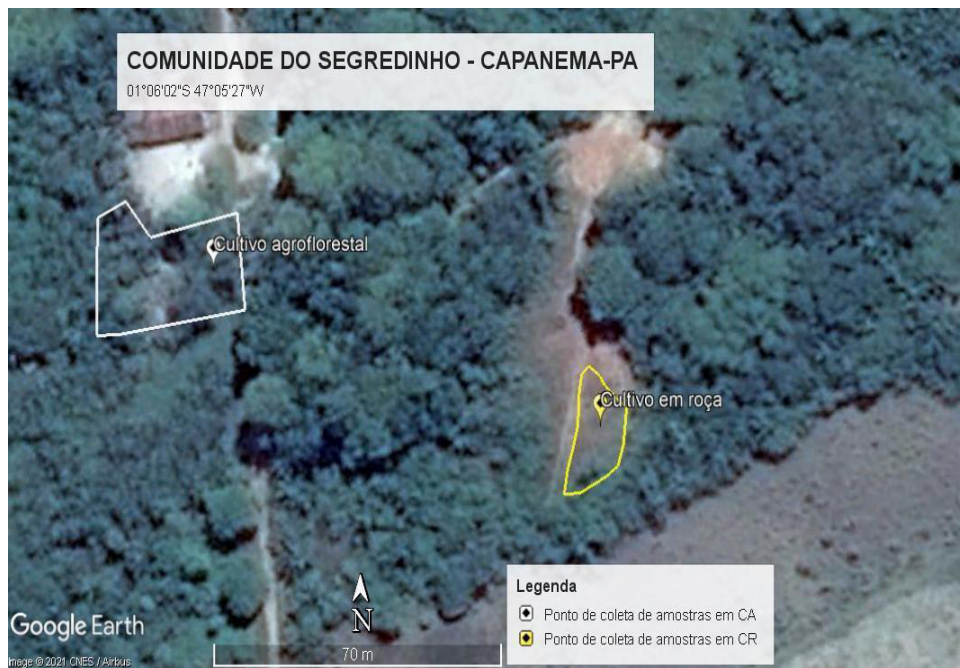 COMUNIDADE DO SEGREDINHO - CAPANEMA-PA
01°06'02"S 47°05'27"W
Cultivo agroflorestal
Cultivo em roça
Legenda
Ponto de coleta de amostras em CA
Ponto de coleta de amostras em CR
N
Google Earth
70 m
Image © 2021 CNES / Airbus